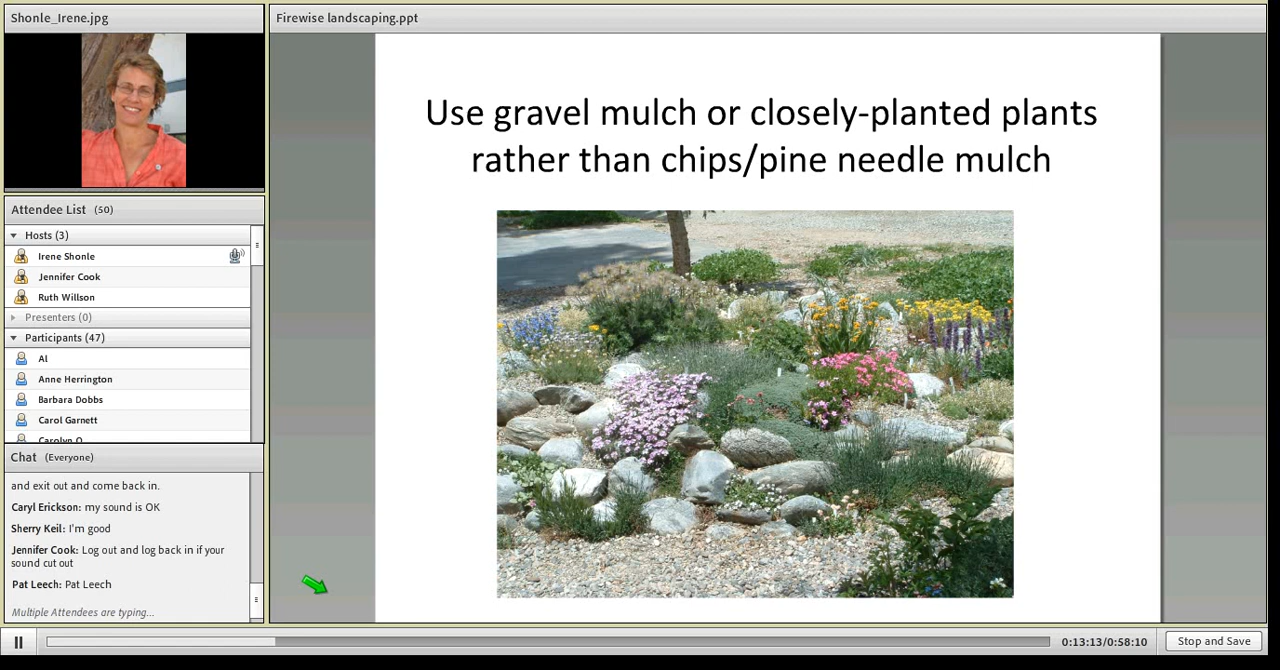 Shonle_Irene.jpg
Firewise landscaping.ppt
Use gravel mulch or closely-planted plants
rather than chips/pine needle mulch
Attendee List (50)
Hosts (3)
Irene Shonle
Jennifer Cook
Ruth Willson
Presenters (0)
Participants (47)
Al
Anne Herrington
Barbara Dobbs
Carol Garnett
Carolyn O
Chat (Everyone)
and exit out and come back in.
Caryl Erickson: my sound is OK
Sherry Keil: I'm good
Jennifer Cook: Log out and log back in if your
sound cut out
Pat Leech: Pat Leech
Multiple Attendees are typing...
0:13:13/0:58:10
Stop and Save